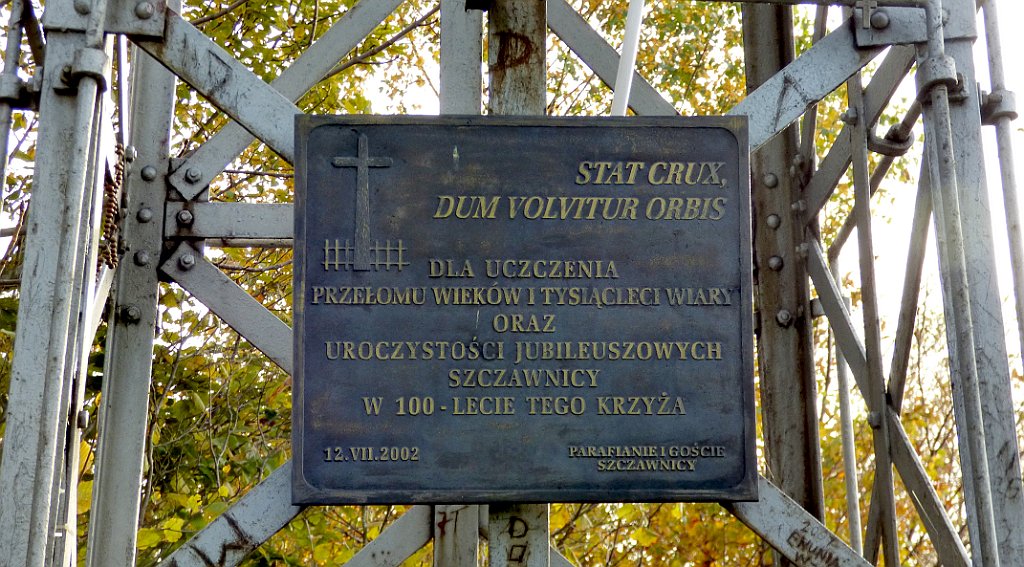 STAT CRUX,
DUM VOLVITUR ORBIS
DLA UCZCZENIA
PRZEŁOMU WIEKÓW I TYSIĄCLECI WIARY
ORAZ
UROCZYSTOŚCI JUBILEUSZOWYCH
SZCZAWNICY
W 100 - LECIE TEGO KRZYŻA
12.VII.2002
PARAFIANIE I GOŚCIE
SZCZAWNICY